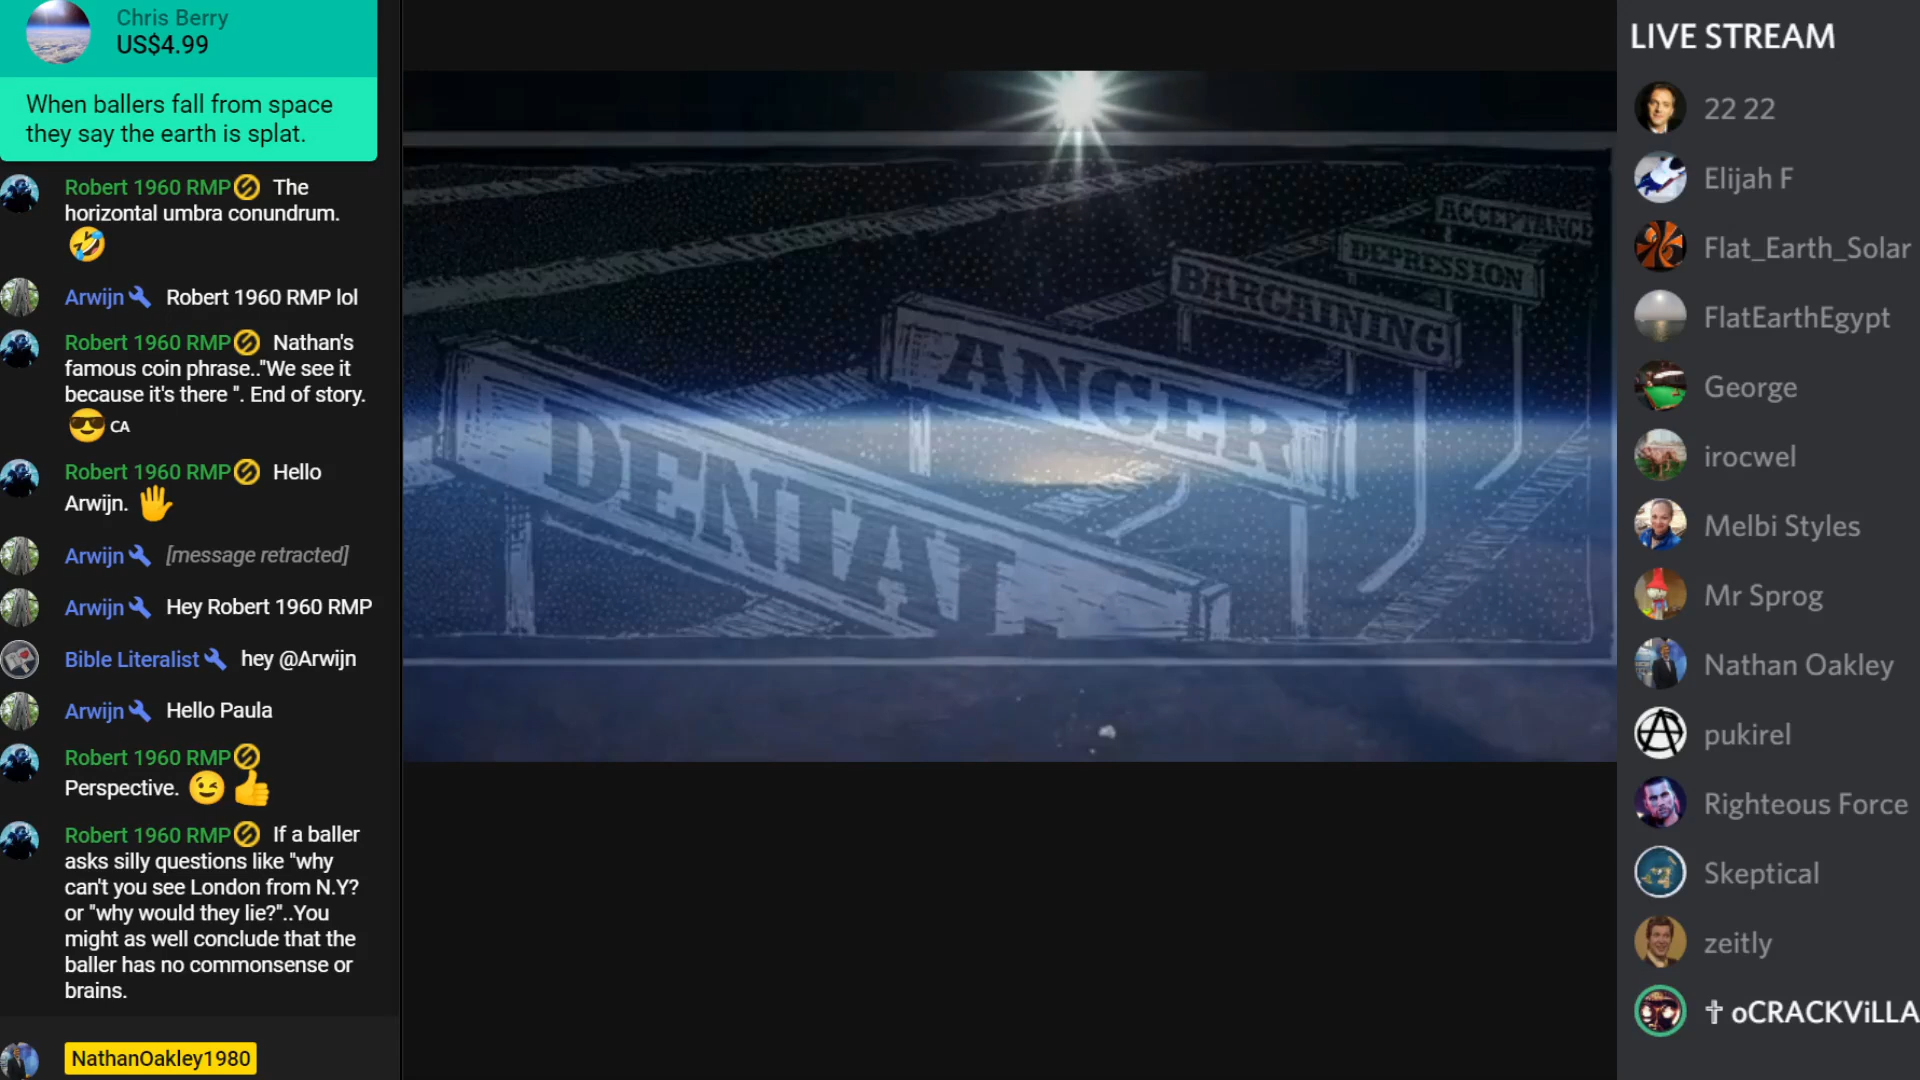 Chris Berry
US$4.99
When ballers fall from space
they say the earth is splat.
Robert 1960 RMP The
horizontal umbra conundrum.
Arwijn Robert 1960 RMP lol
Robert 1960 RMP Nathan's
famous coin phrase.."We see it
because it's there ". End of story.
CA
Robert 1960 RMP Hello
Arwijn.
Arwijn [message retracted]
Arwijn Hey Robert 1960 RMP
Bible Literalist hey @Arwijn
Arwijn Hello Paula
Robert 1960 RMP
Perspective.
Robert 1960 RMP If a baller
asks silly questions like "why
can't you see London from N.Y?
or "why would they lie?"..You
might as well conclude that the
baller has no commonsense or
brains.
NathanOakley1980
ACCEPTANCE
DEPRESSION
BARGAINING
ANGER
DENIAL
LIVE STREAM
22 22
Elijah F
Flat_Earth_Solar
FlatEarthEgypt
George
irocwel
Melbi Styles
Mr Sprog
Nathan Oakley
pukirel
Righteous Force
Skeptical
zeitly
✝ oCRACKViLLA